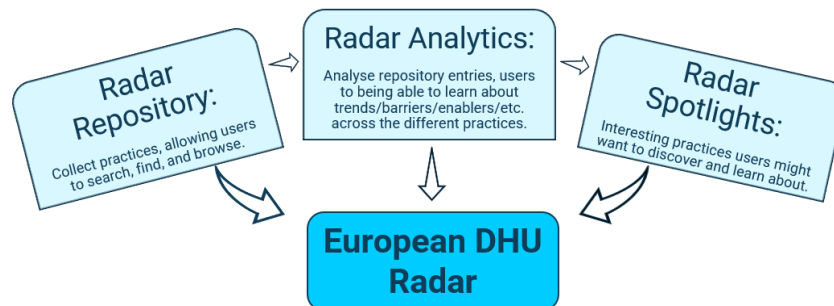 Radar
Repository:
Collect practices, allowing users
to search, find, and browse.
Radar Analytics:
Analyse repository entries, users
to being able to learn about
trends/barriers/enablers/etc.
across the different practices.
Radar
Spotlights:
Interesting practices users might
want to discover and learn about.
European DHU
Radar